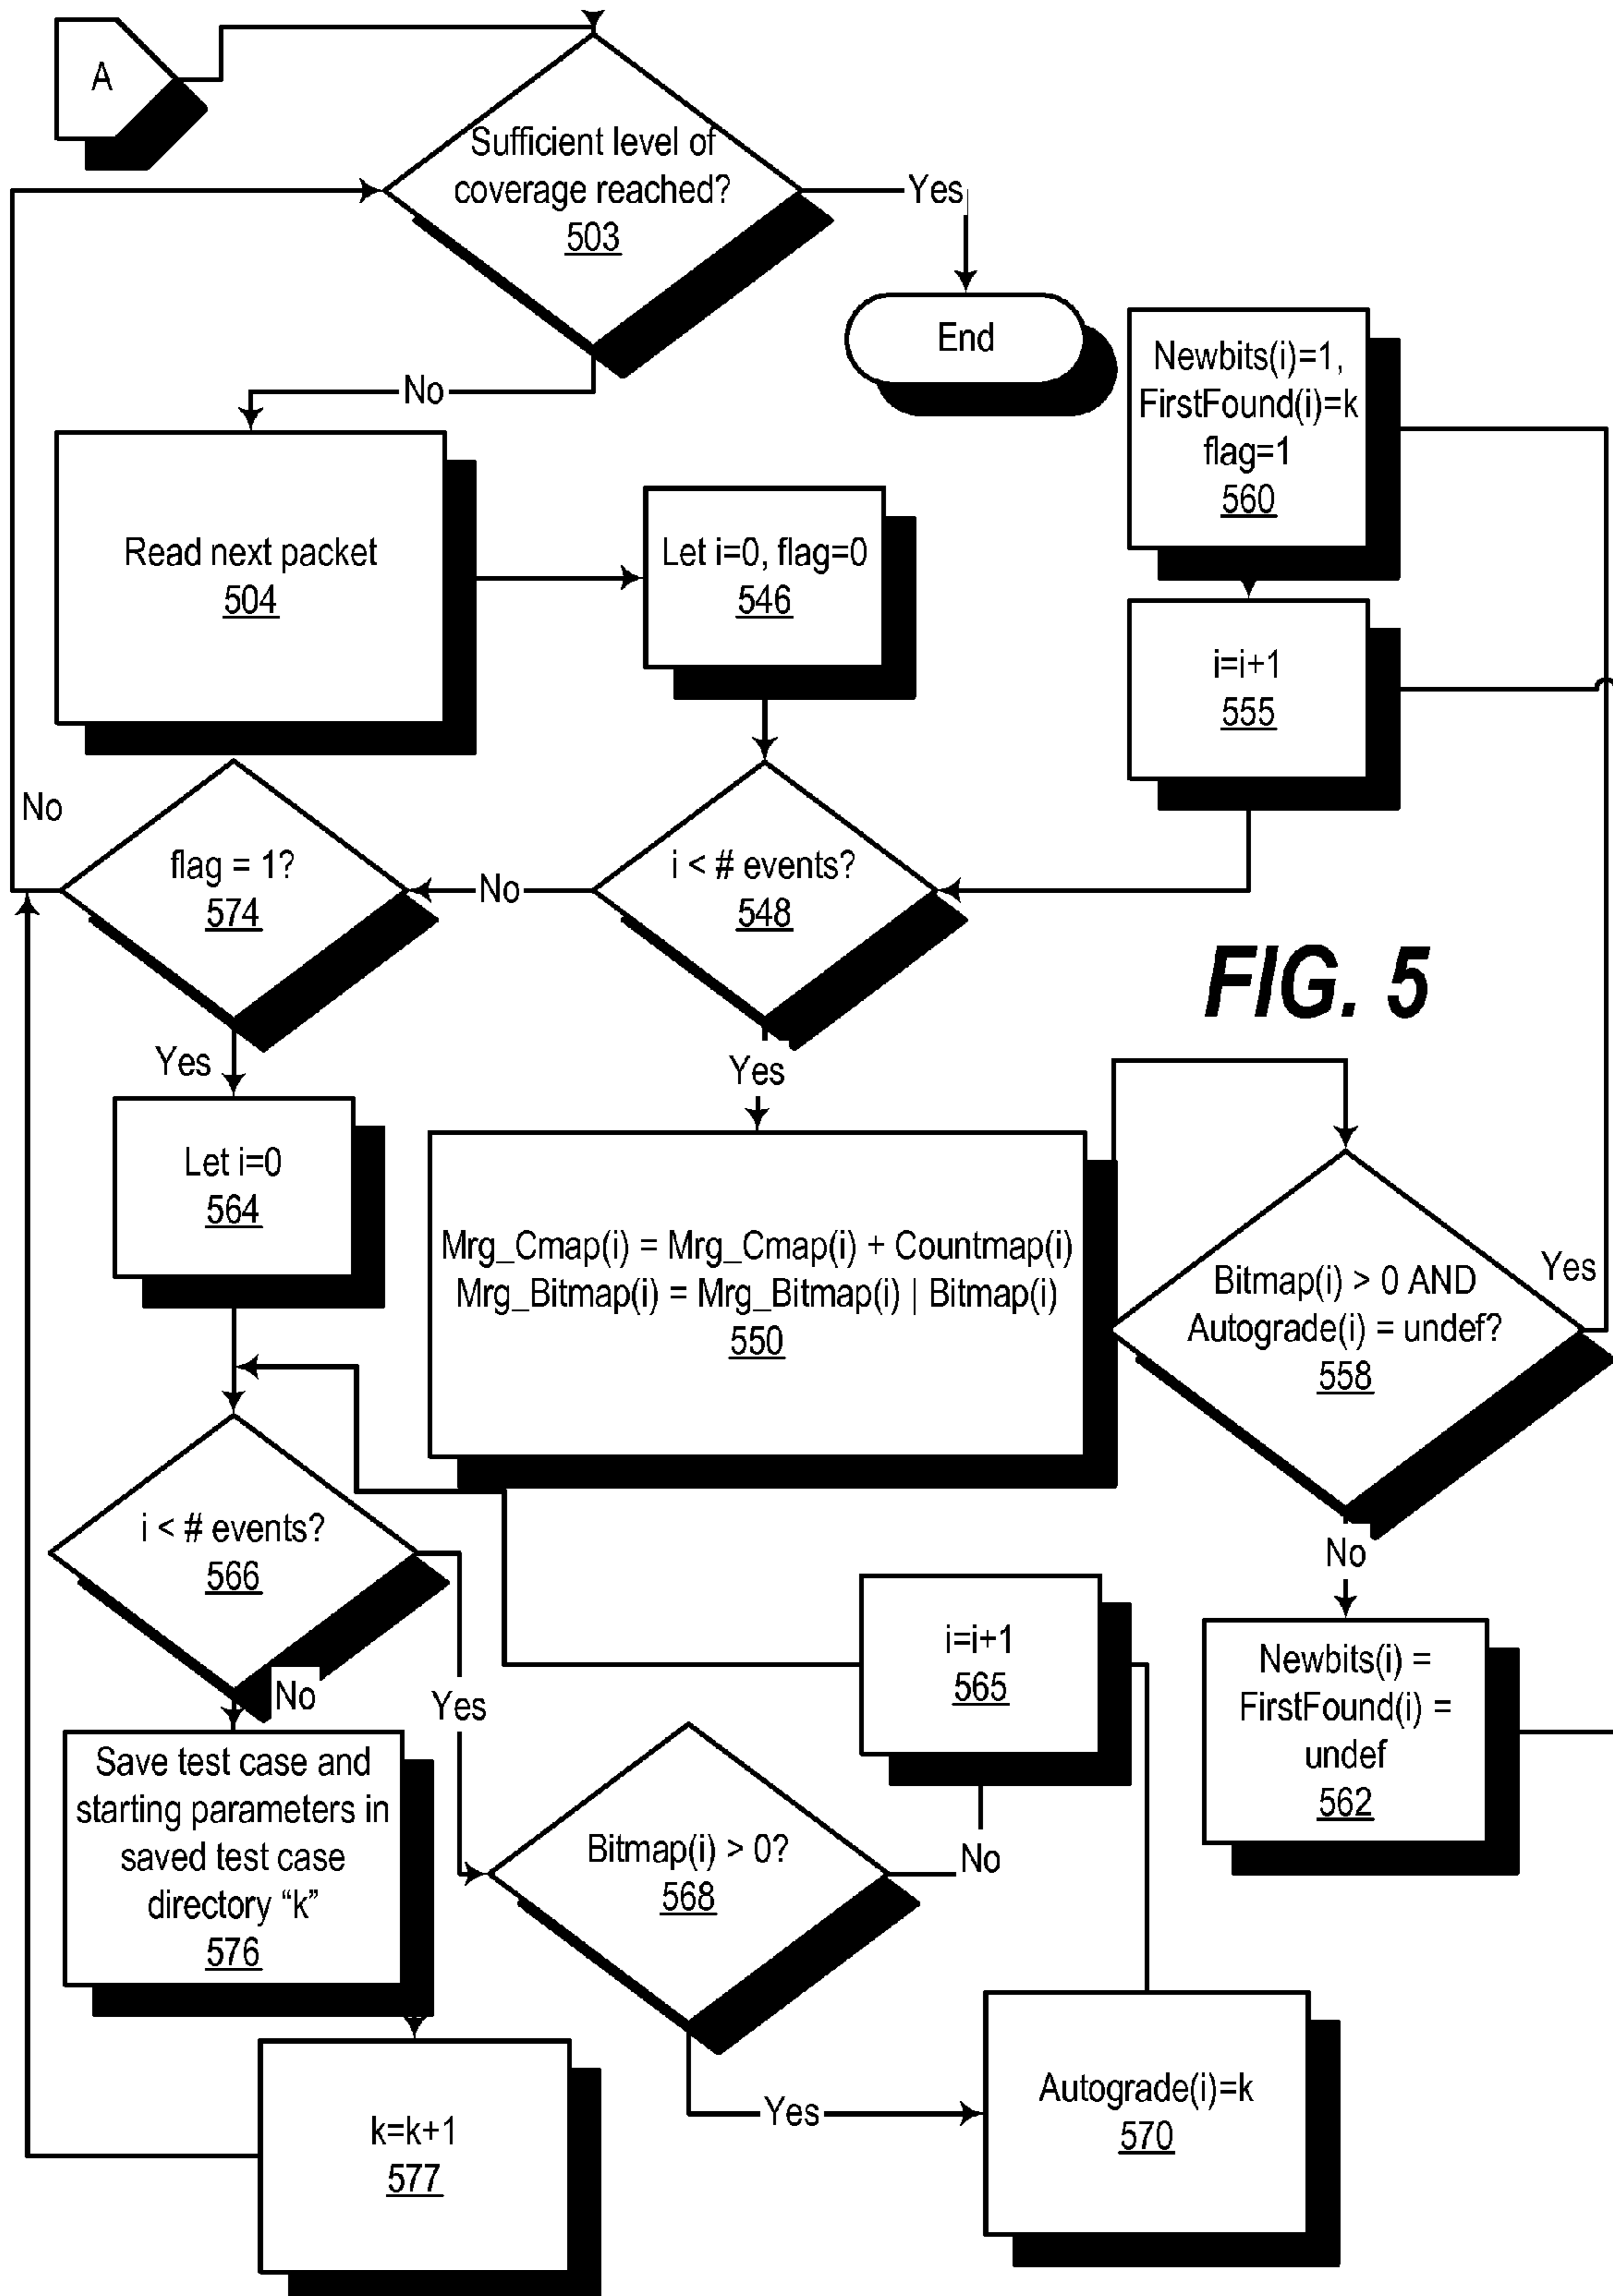 A
Sufficient level of
coverage reached?
503
Yes
End
No
Newbits(i)=1,
FirstFound(i)=k
flag=1
560
Read next packet
504
Let i=0, flag=0
546
i=i+1
555
No
flag = 1?
574
No
i < # events?
548
FIG. 5
Yes
Yes
Let i=0
564
Mrg_Cmap(i) = Mrg_Cmap(i) + Countmap(i)
Mrg_Bitmap(i) = Mrg_Bitmap(i) | Bitmap(i)
550
Bitmap(i) > 0 AND
Autograde(i) = undef?
558
Yes
No
i < # events?
566
No
Yes
i=i+1
565
Newbits(i) =
FirstFound(i) =
undef
562
Save test case and
starting parameters in
saved test case
directory “k”
576
Bitmap(i) > 0?
568
No
Yes
Autograde(i)=k
570
k=k+1
577